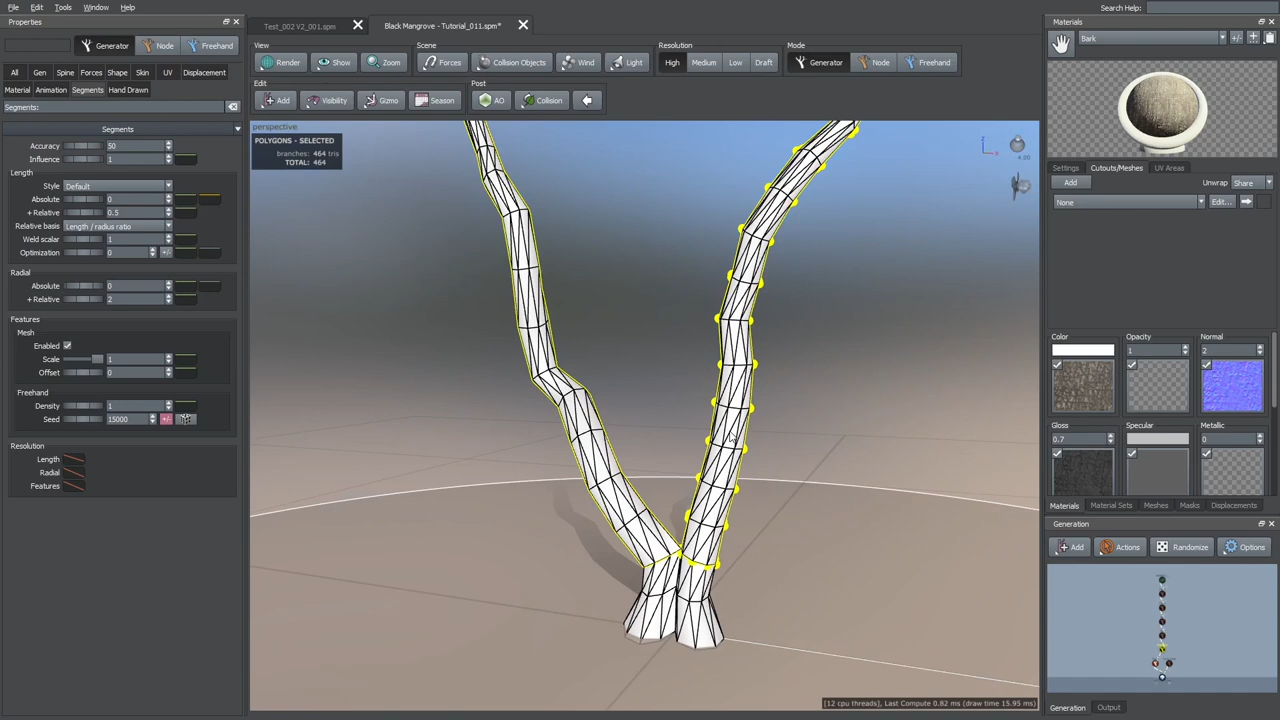 File Edit Tools Window Help
Search Help:
Properties
Test_002 V2_001.spm
Black Mangrove - Tutorial_011.spm*
Materials
Generator Node Freehand
View
Scene
Resolution
Mode
Bark
Render Show Zoom Forces Collision Objects Wind Light High Medium Low Draft Generator Node Freehand
All Gen Spine Forces Shape Skin UV Displacement
Material Animation Segments Hand Drawn
Edit
Post
Add Visibility Gizmo Season AO Collision
Segments:
Segments
perspective
POLYGONS - SELECTED
branches: 464 tris
TOTAL: 464
Accuracy 50
Influence 1
Length
Style Default
Absolute 0
+ Relative 0.5
Relative basis Length / radius ratio
Weld scalar 1
Optimization 0 +/-
Radial
Absolute 0
+ Relative 2
Features
Mesh
Enabled
Scale 1
Offset 0
Freehand
Density 1
Seed 15000 +/-
Resolution
Length
Radial
Features
Settings Cutouts/Meshes UV Areas
Add Unwrap Share
None Edit...
Color Opacity Normal
1 2
Gloss Specular Metallic
0.7 0
Materials Material Sets Meshes Masks Displacements
Generation
Add Actions Randomize Options
[12 cpu threads], Last Compute 0.82 ms (draw time 15.95 ms)
Generation Output